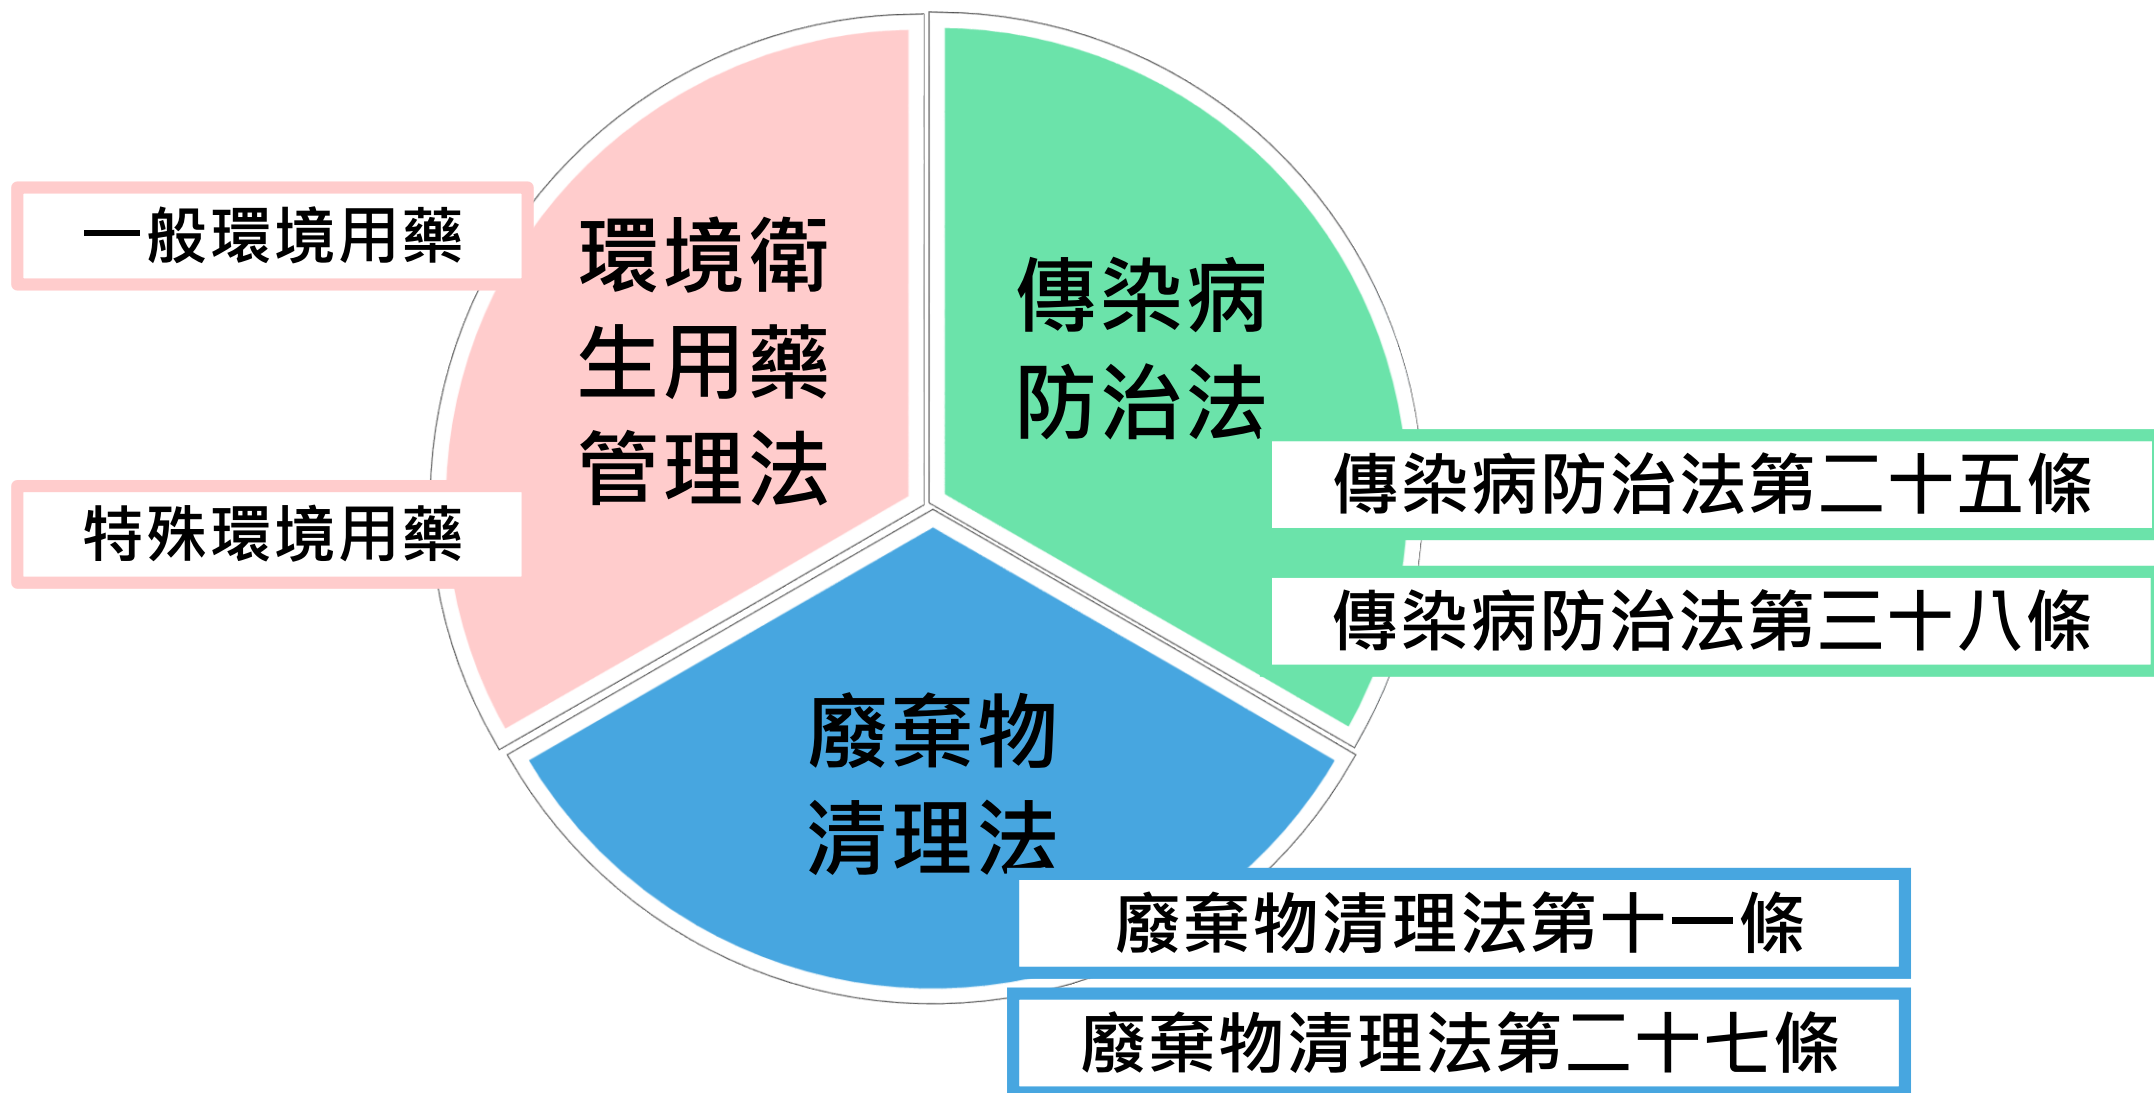 一般環境用藥
特殊環境用藥
環境衛
生用藥
管理法
傳染病
防治法
傳染病防治法第二十五條
傳染病防治法第三十八條
廢棄物
清理法
廢棄物清理法第十一條
廢棄物清理法第二十七條